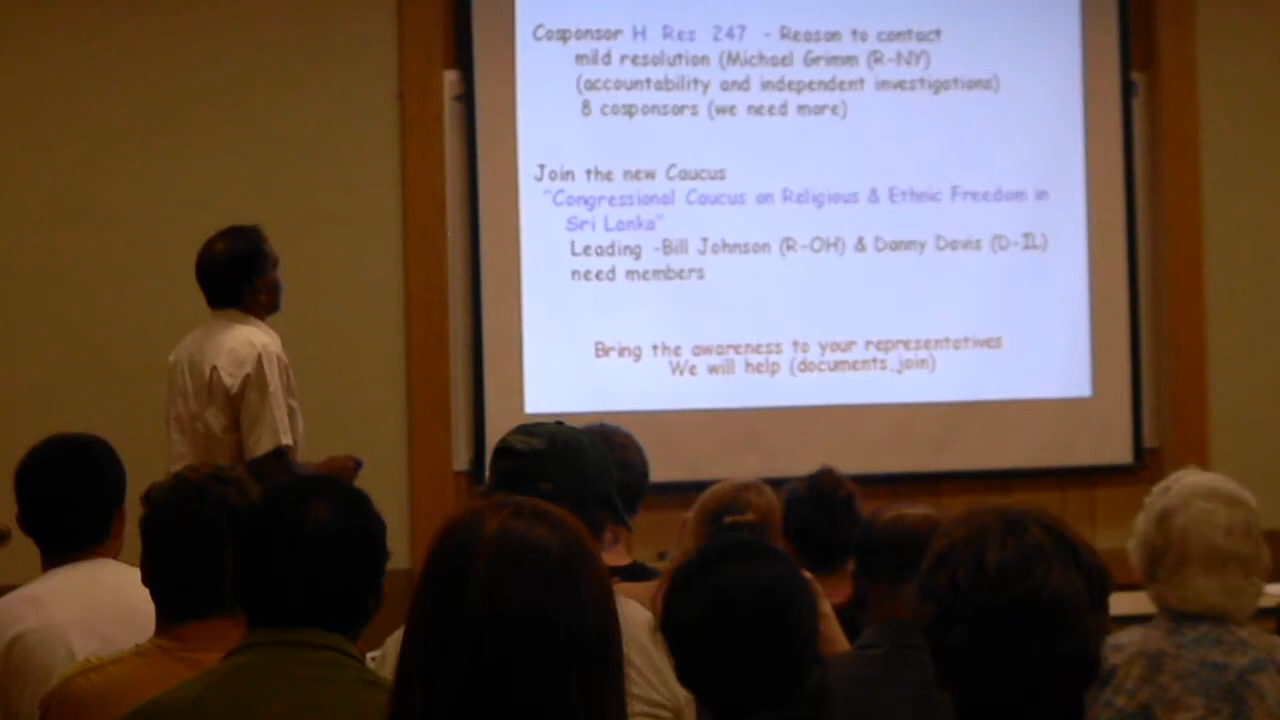 Cosponsor H. Res 247 - Reason to contact
mild resolution (Michael Grimm (R-NY)
(accountability and independent investigations)
8 cosponsors (we need more)
Join the new Caucus
"Congressional Caucus on Religious & Ethnic Freedom in
Sri Lanka"
Leading -Bill Johnson (R-OH) & Danny Davis (D-IL)
need members
Bring the awareness to your representatives
We will help (documents,join)